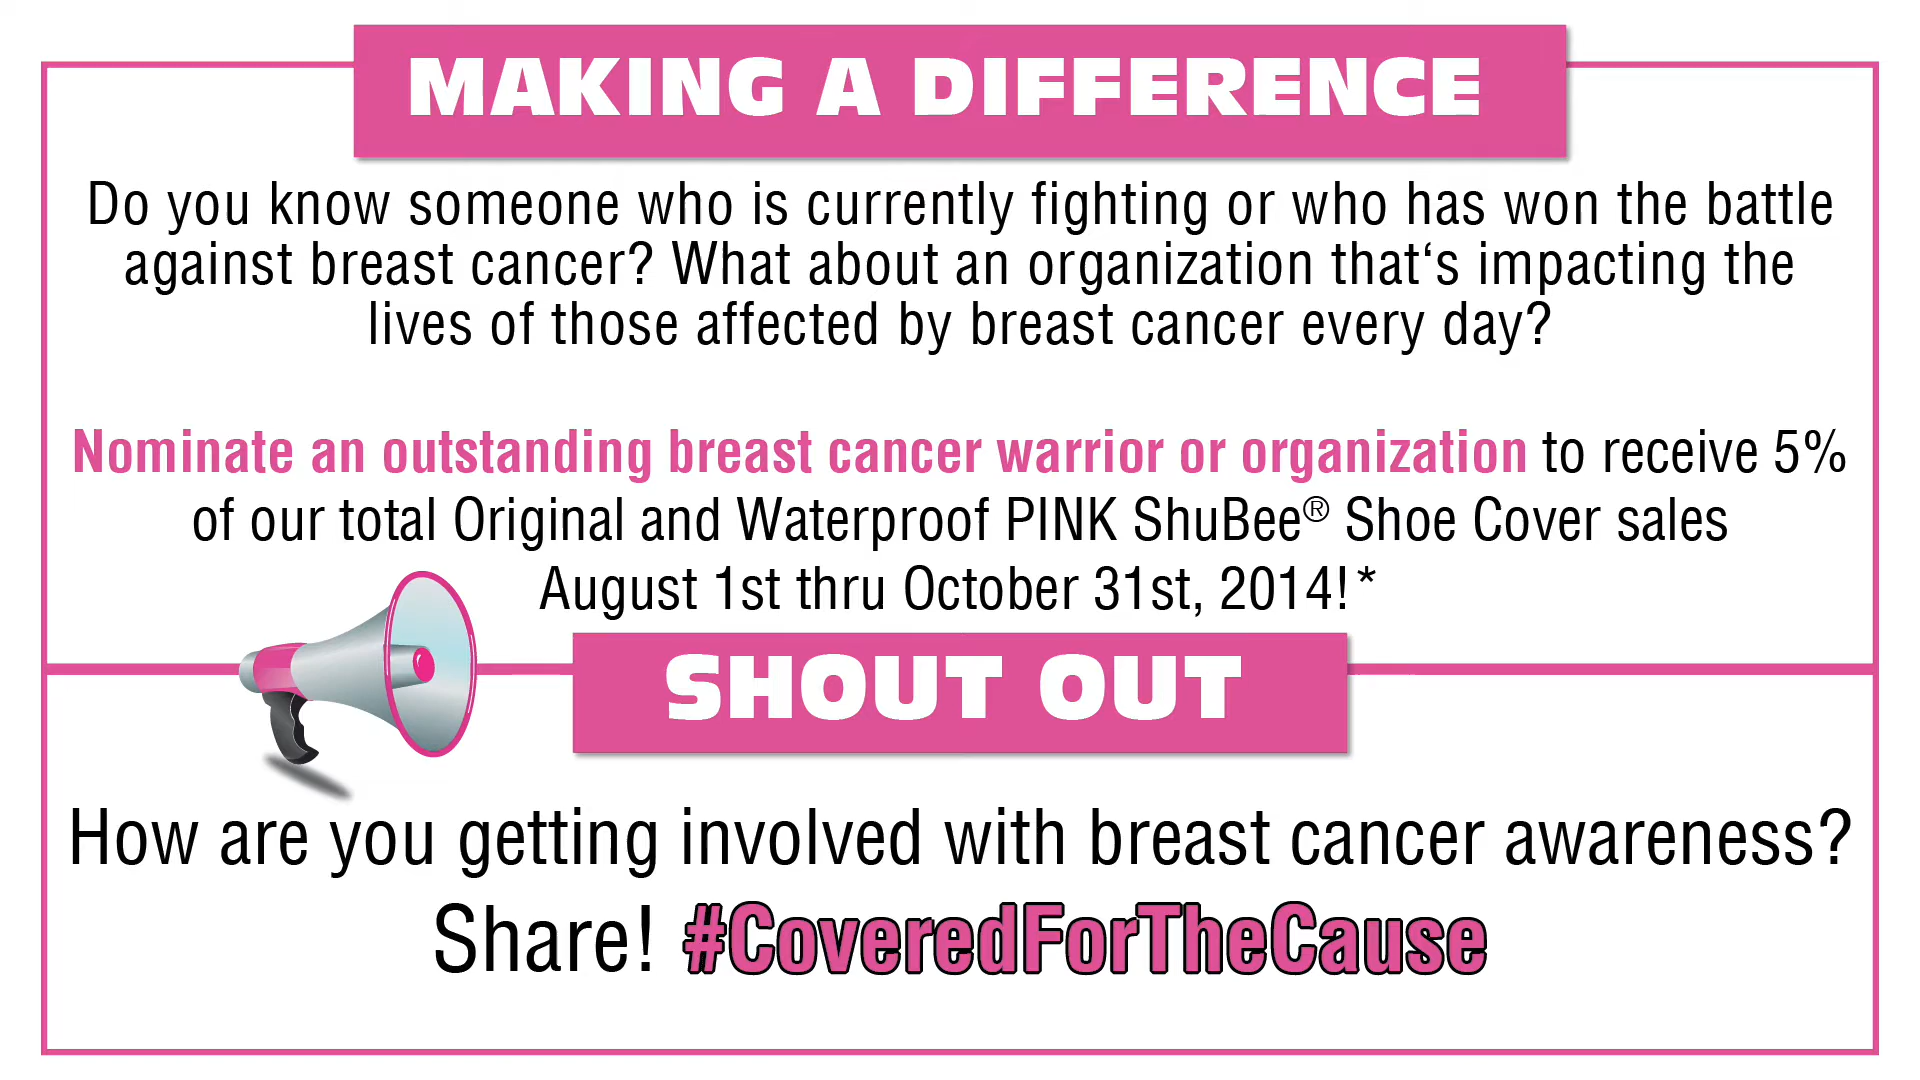 MAKING A DIFFERENCE
Do you know someone who is currently fighting or who has won the battle
against breast cancer? What about an organization that‘s impacting the
lives of those affected by breast cancer every day?
Nominate an outstanding breast cancer warrior or organization to receive 5%
of our total Original and Waterproof PINK ShuBee® Shoe Cover sales
August 1st thru October 31st, 2014!*
SHOUT OUT
How are you getting involved with breast cancer awareness?
Share! #CoveredForTheCause